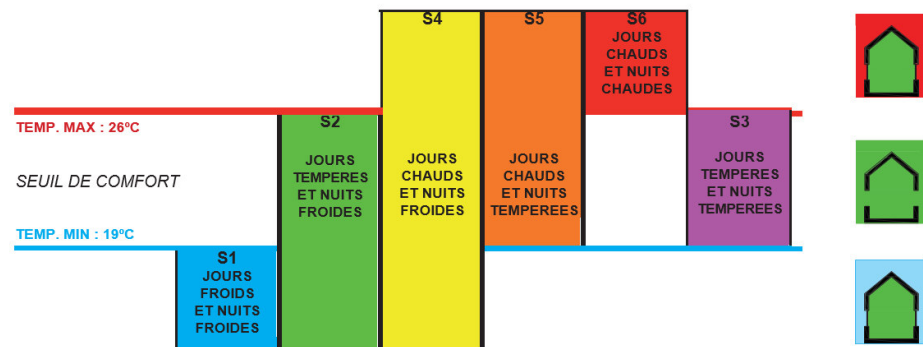 S4
JOURS
CHAUDS
ET NUITS
FROIDES
S5
JOURS
CHAUDS
ET NUITS
TEMPEREES
S6
JOURS
CHAUDS
ET NUITS
CHAUDES
TEMP. MAX : 26ºC
SEUIL DE COMFORT
TEMP. MIN : 19ºC
S2
JOURS
TEMPERES
ET NUITS
FROIDES
S3
JOURS
TEMPERES
ET NUITS
TEMPEREES
S1
JOURS
FROIDS
ET NUITS
FROIDES